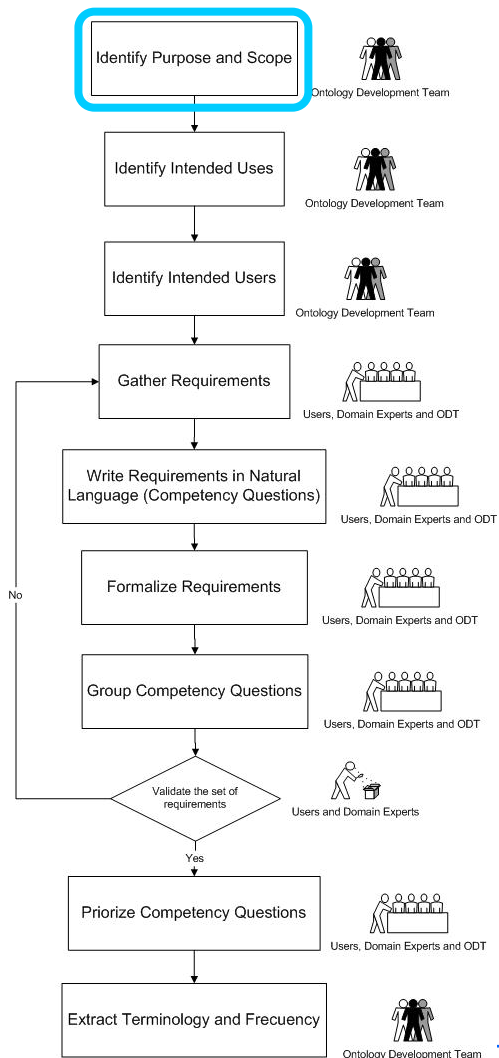 Identify Purpose and Scope
Ontology Development Team
Identify Intended Uses
Ontology Development Team
Identify Intended Users
Ontology Development Team
Gather Requirements
Users, Domain Experts and ODT
Write Requirements in Natural
Language (Competency Questions)
Users, Domain Experts and ODT
Formalize Requirements
Users, Domain Experts and ODT
No
Group Competency Questions
Users, Domain Experts and ODT
Validate the set of
requirements
Users and Domain Experts
Yes
Priorize Competency Questions
Users, Domain Experts and ODT
Extract Terminology and Frecuency
Ontology Development Team